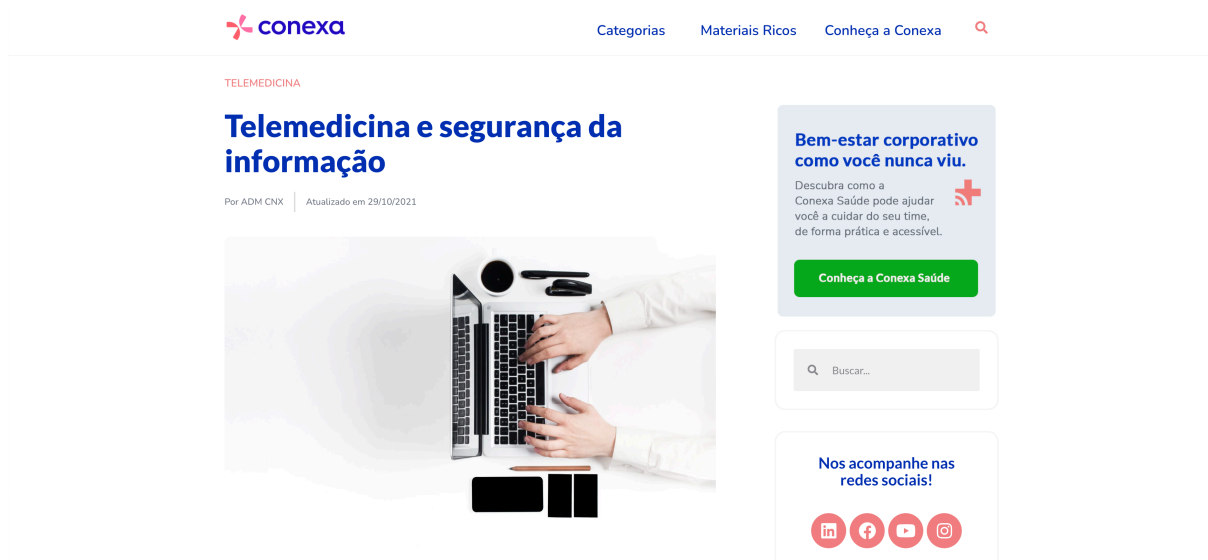 conexa
Categorias
Materiais Ricos
Conheça a Conexa
TELEMEDICINA
Telemedicina e segurança da
informação
Por ADM CNX
Atualizado em 29/10/2021
Bem-estar corporativo
como você nunca viu.
Descubra como a
Conexa Saúde pode ajudar
você a cuidar do seu time,
de forma prática e acessível.
Conheça a Conexa Saúde
Buscar...
Nos acompanhe nas
redes sociais!